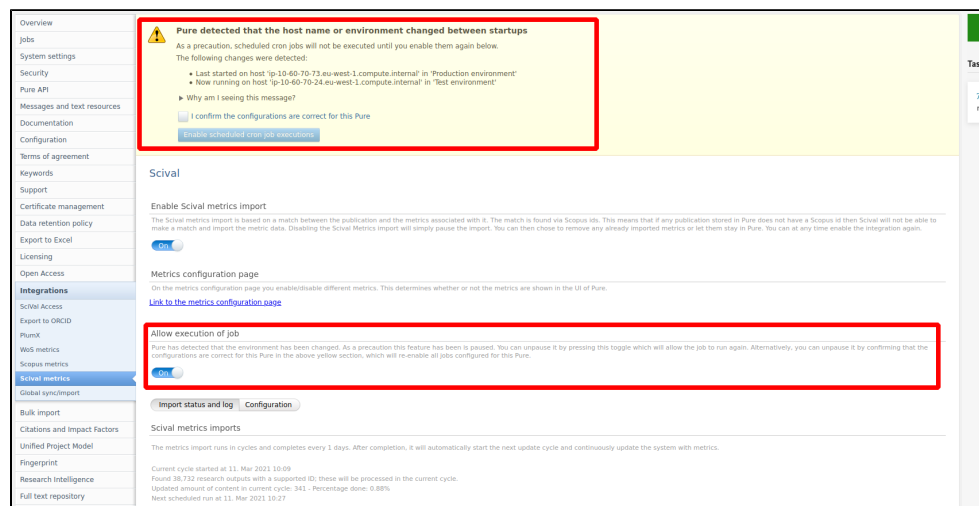 Overview
Jobs
System settings
Security
Pure API
Messages and text resources
Documentation
Configuration
Terms of agreement
Keywords
Support
Certificate management
Data retention policy
Export to Excel
Licensing
Open Access
Integrations
SciVal Access
Export to ORCID
PlumX
WoS metrics
Scopus metrics
Scival metrics
Global sync/import
Bulk import
Citations and Impact Factors
Unified Project Model
Fingerprint
Research Intelligence
Full text repository
Pure detected that the host name or environment changed between startups
As a precaution, scheduled cron jobs will not be executed until you enable them again below.
The following changes were detected:
Last started on host 'ip-10-60-70-73.eu-west-1.compute.internal' in 'Production environment'
Now running on host 'ip-10-60-70-24.eu-west-1.compute.internal' in 'Test environment'
Why am I seeing this message?
I confirm the configurations are correct for this Pure
Enable scheduled cron job executions
Scival
Enable Scival metrics import
The Scival metrics import is based on a match between the publication and the metrics associated with it. The match is found via Scopus ids. This means that if any publication stored in Pure does not have a Scopus id then Scival will not be able to
make a match and import the metric data. Disabling the Scival Metrics import will simply pause the import. You can then chose to remove any already imported metrics or let them stay in Pure. You can at any time enable the integration again.
On
Metrics configuration page
On the metrics configuration page you enable/disable different metrics. This determines whether or not the metrics are shown in the UI of Pure.
Link to the metrics configuration page
Allow execution of job
Pure has detected that the environment has been changed. As a precaution this feature has been is paused. You can unpause it by pressing this toggle which will allow the job to run again. Alternatively, you can unpause it by confirming that the
configurations are correct for this Pure in the above yellow section, which will re-enable all jobs configured for this Pure.
On
Import status and log
Configuration
Scival metrics imports
The metrics import runs in cycles and completes every 1 days. After completion, it will automatically start the next update cycle and continuously update the system with metrics.
Current cycle started at 11. Mar 2021 10:09
Found 38,732 research outputs with a supported ID; these will be processed in the current cycle.
Updated amount of content in current cycle: 341 - Percentage done: 0.88%
Next scheduled run at 11. Mar 2021 10:27
Tas